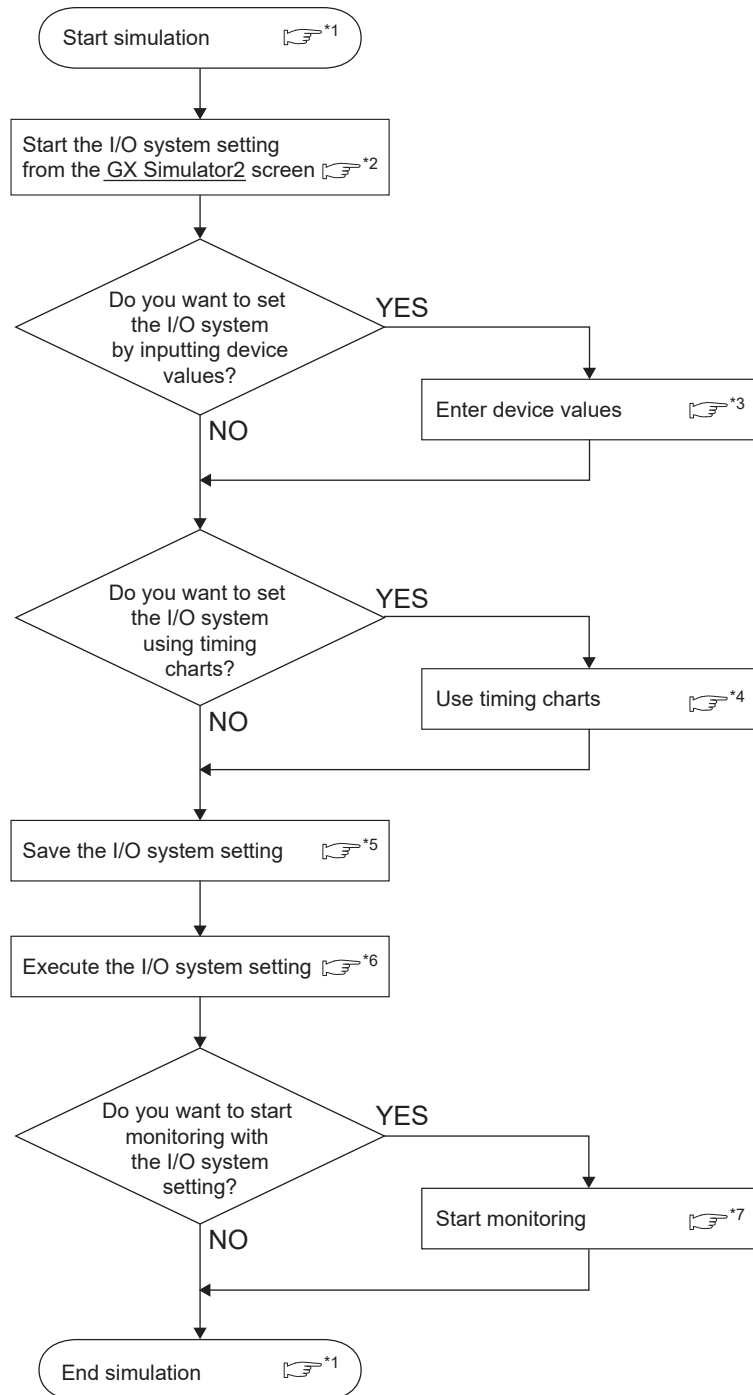 Start simulation ☞ *1
Start the I/O system setting
from the GX Simulator2 screen ☞ *2
Do you want to set
the I/O system
by inputting device
values?
YES
Enter device values ☞ *3
NO
Do you want to set
the I/O system
using timing
charts?
YES
Use timing charts ☞ *4
NO
Save the I/O system setting ☞ *5
Execute the I/O system setting ☞ *6
Do you want to start
monitoring with
the I/O system
setting?
YES
Start monitoring ☞ *7
NO
End simulation ☞ *1